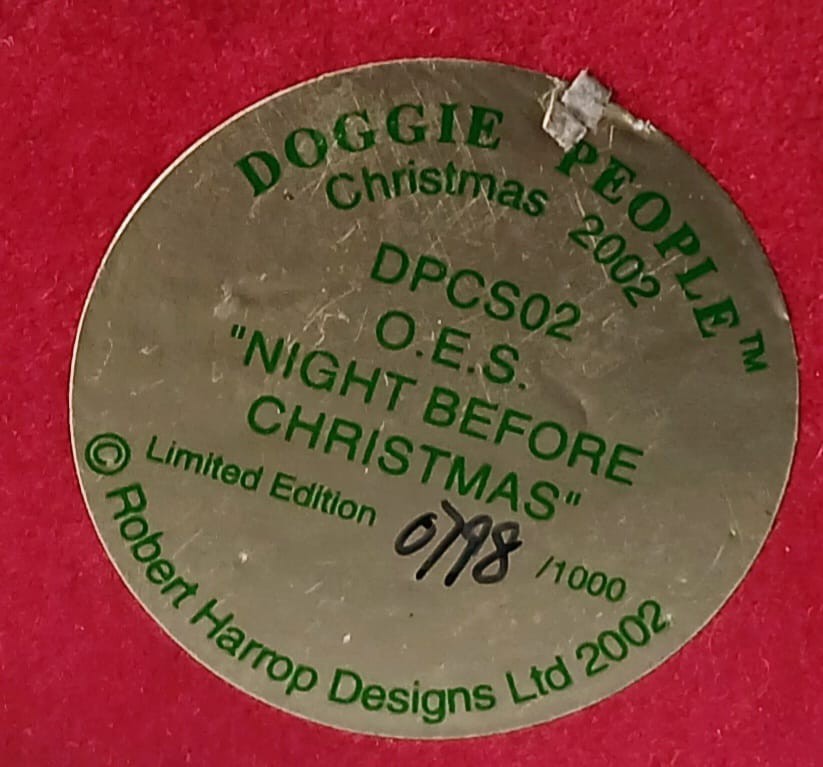 DOGGIE PEOPLE™
Christmas 2002
DPCS02
O.E.S.
"NIGHT BEFORE
CHRISTMAS"
Limited Edition 0798 /1000
© Robert Harrop Designs Ltd 2002